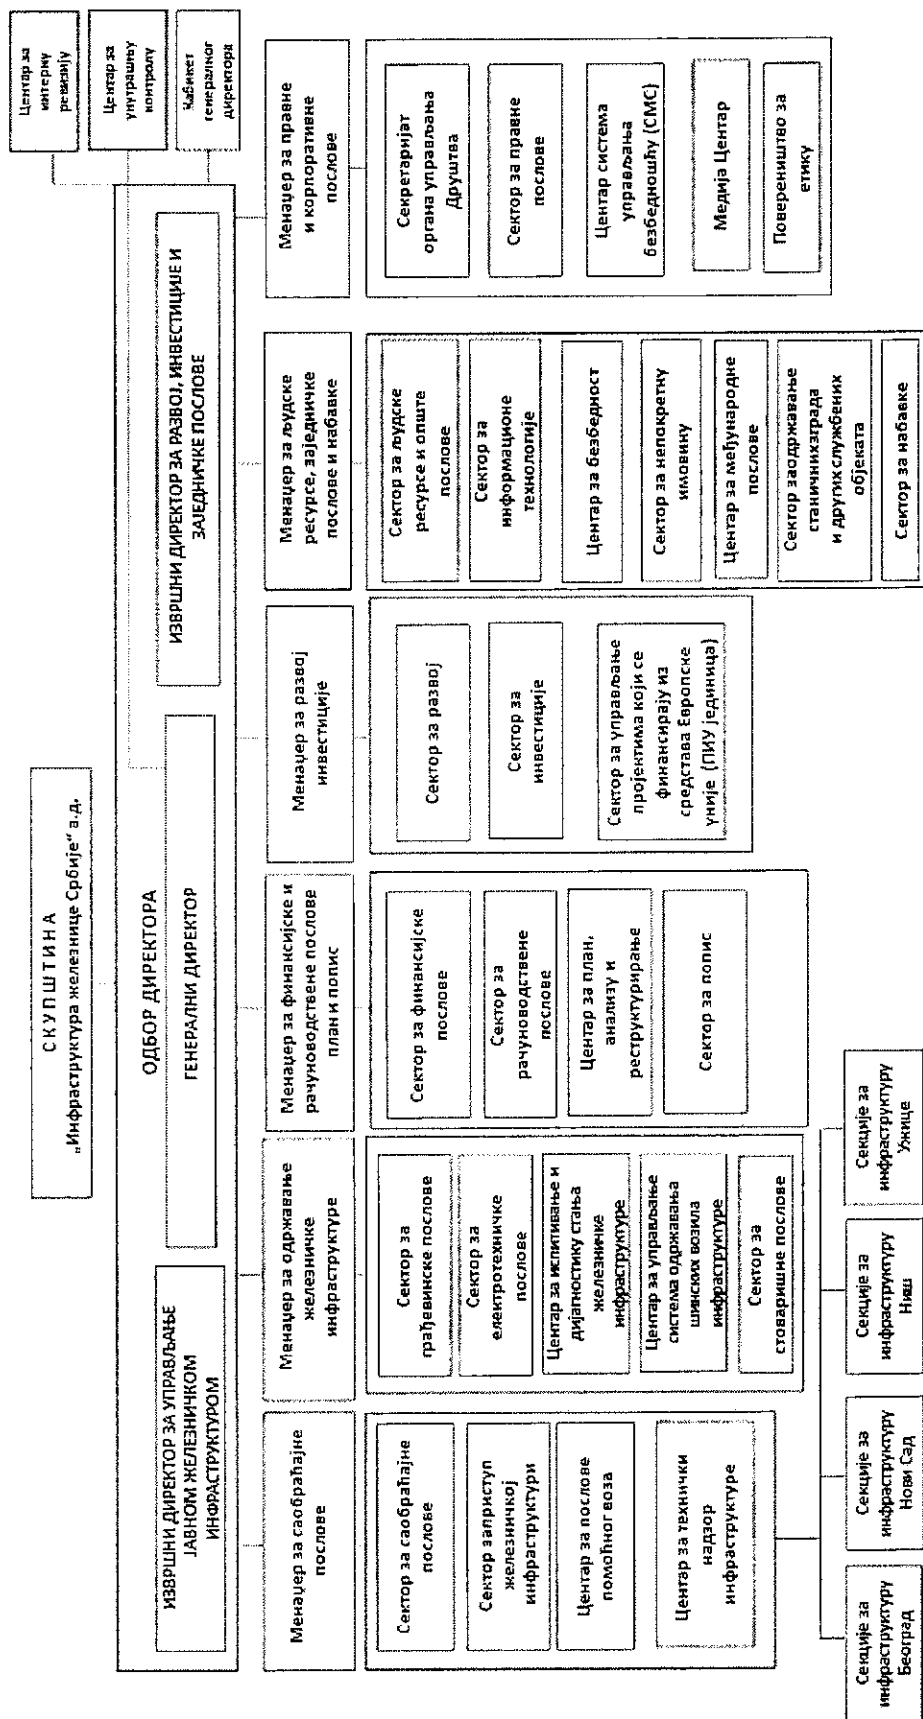 С К У П Ш Т И Н А
„Инфраструктура железнице Србије“ а.д.
Центар за
интерну
ревизију
Центар за
унутрашњу
контролу
Кабинет
генералног
директора
ОДБОР ДИРЕКТОРА
ИЗВРШНИ ДИРЕКТОР ЗА УПРАВЉАЊЕ
ЈАВНОМ ЖЕЛЕЗНИЧКОМ
ИНФРАСТРУКТУРОМ
ГЕНЕРАЛНИ ДИРЕКТОР
ИЗВРШНИ ДИРЕКТОР ЗА РАЗВОЈ, ИНВЕСТИЦИЈЕ И
ЗАЈЕДНИЧКЕ ПОСЛОВЕ
Менаџер за саобраћајне
послове
Сектор за саобраћајне
послове
Сектор заприступ
железничкој
инфраструктури
Центар за послове
помоћног воза
Центар за технички
надзор
инфраструктуре
Менаџер за одржавање
железничке
инфраструктуре
Сектор за
грађевинске послове
Сектор за
електротехничке
послове
Центар за испитивање и
дијагностику стања
железничке
инфраструктуре
Центар за управљање
система одржавања
шинских возила
инфраструктуре
Сектор за
стоваришне послове
Менаџер за финансијске и
рачуноводствене послове
план и попис
Сектор за финансијске
послове
Сектор за
рачуноводствене
послове
Центар за план,
анализу и
реструктурирање
Сектор за попис
Менаџер за развој и
инвестиције
Сектор за развој
Сектор за
инвестиције
Сектор за управљање
пројектима који се
финансирају из
средстава Европске
уније (ПИУ јединица)
Менаџер за људске
ресурсе, заједничке
послове и набавке
Сектор за људске
ресурсе и опште
послове
Сектор за
информационе
технологије
Центар за безбедност
Сектор за непокретну
имовину
Центар за међународне
послове
Сектор заодржавање
станичнихзграда
и других службених
објеката
Сектор за набавке
Менаџер за правне
и корпоративне
послове
Секретаријат
органа управљања
Друштва
Сектор за правне
послове
Центар система
управљања
безбедношћу (СМС)
Медија Центар
Повереништво за
етику
Секције за
инфраструктуру
Београд
Секције за
инфраструктуру
Нови Сад
Секције за
инфраструктуру
Ниш
Секције за
инфраструктуру
Ужице